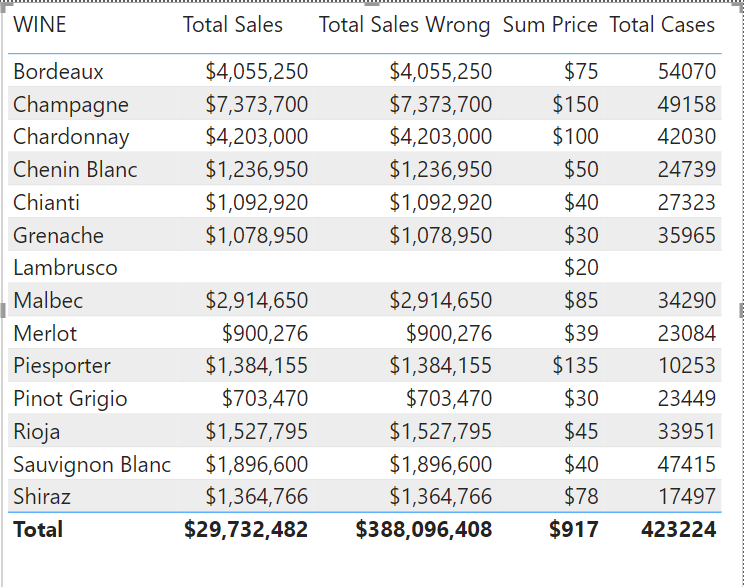 WINE Total Sales Total Sales Wrong Sum Price Total Cases
Bordeaux $4,055,250 $4,055,250 $75 54070
Champagne $7,373,700 $7,373,700 $150 49158
Chardonnay $4,203,000 $4,203,000 $100 42030
Chenin Blanc $1,236,950 $1,236,950 $50 24739
Chianti $1,092,920 $1,092,920 $40 27323
Grenache $1,078,950 $1,078,950 $30 35965
Lambrusco $20
Malbec $2,914,650 $2,914,650 $85 34290
Merlot $900,276 $900,276 $39 23084
Piesporter $1,384,155 $1,384,155 $135 10253
Pinot Grigio $703,470 $703,470 $30 23449
Rioja $1,527,795 $1,527,795 $45 33951
Sauvignon Blanc $1,896,600 $1,896,600 $40 47415
Shiraz $1,364,766 $1,364,766 $78 17497
Total $29,732,482 $388,096,408 $917 423224